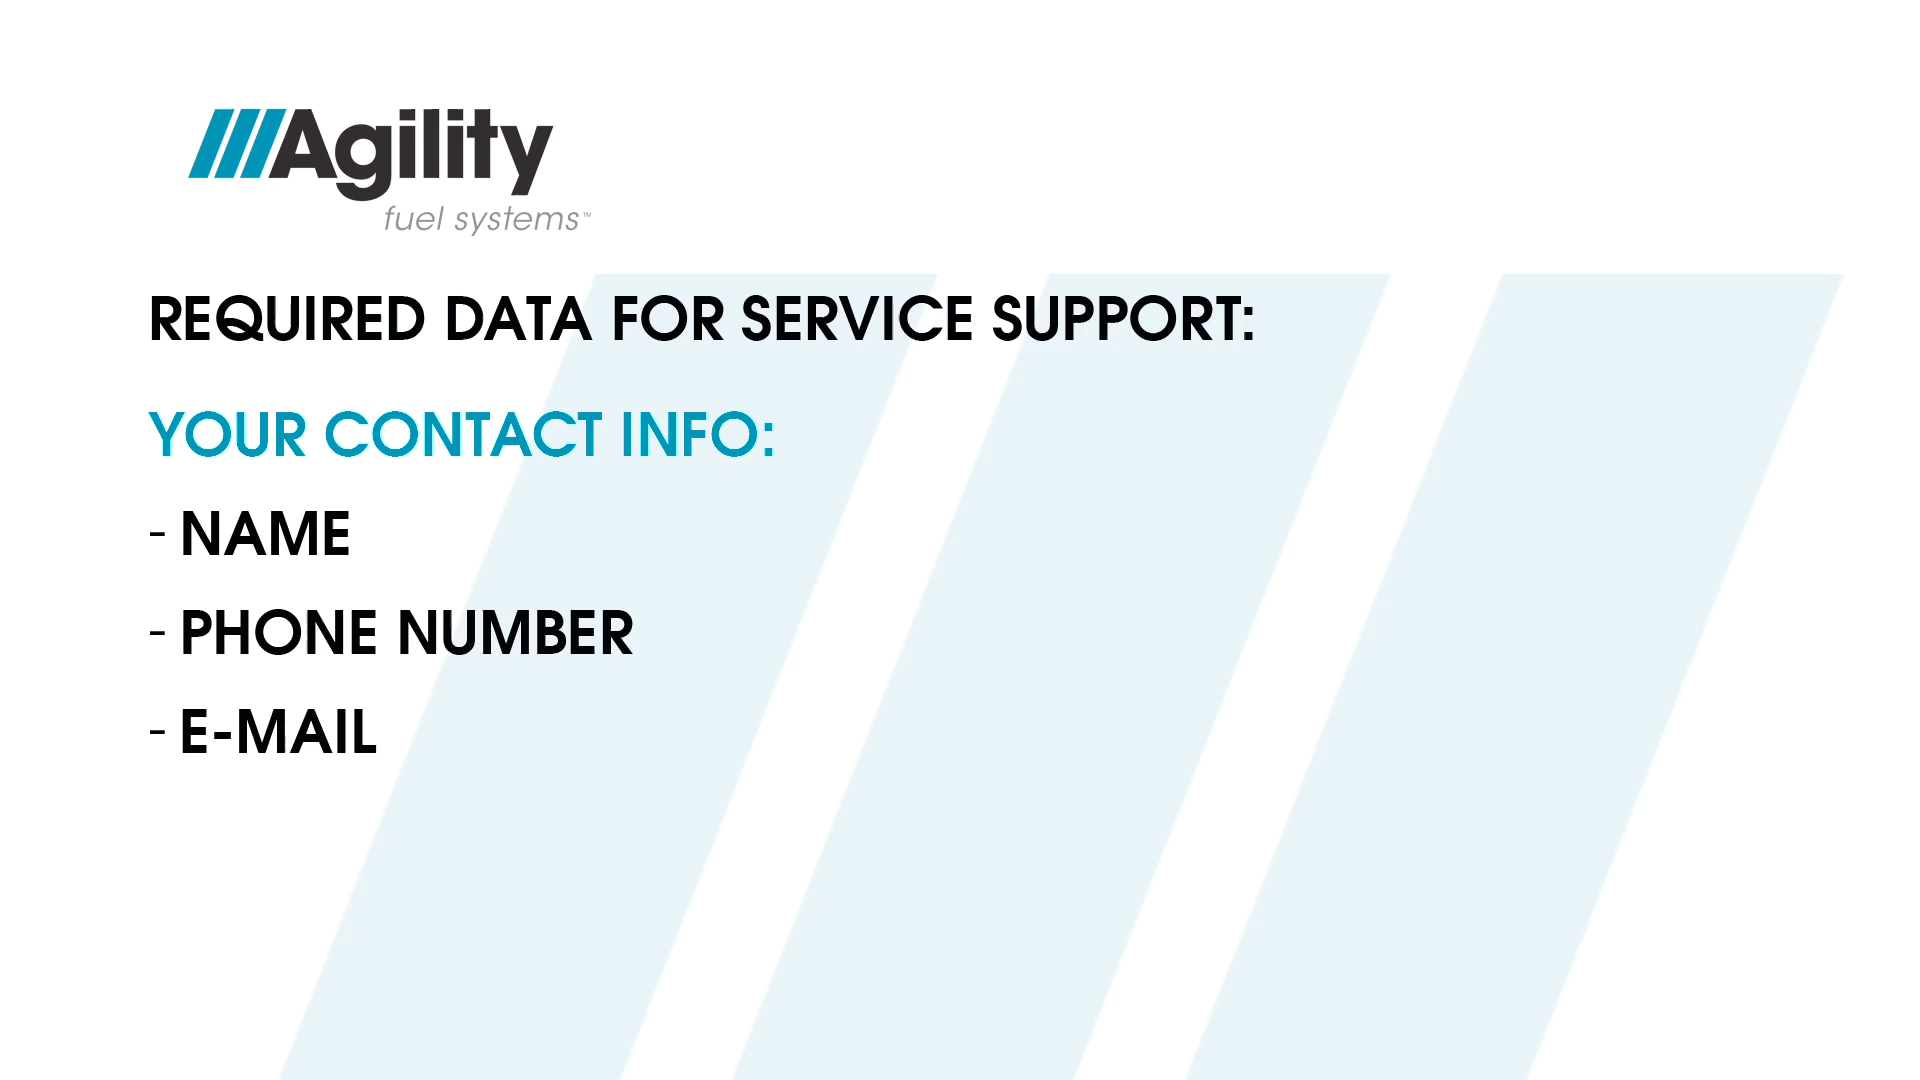 Agility
fuel systems™
REQUIRED DATA FOR SERVICE SUPPORT:
YOUR CONTACT INFO:
- NAME
- PHONE NUMBER
- E-MAIL